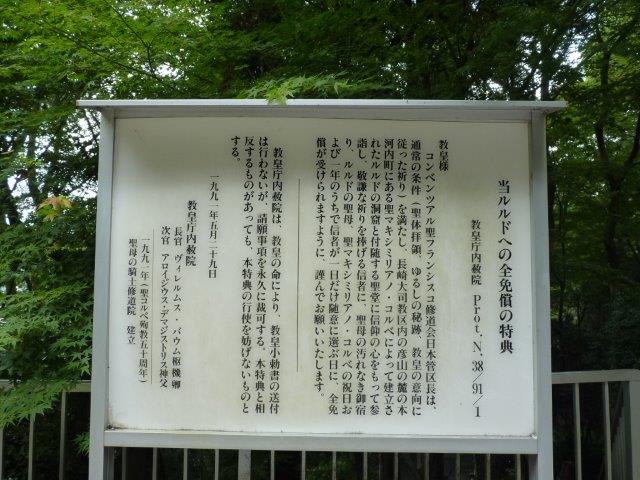 当ルルドへの全免償の特典
教皇庁内赦院 Prot.N.38/91/1
教皇様
コンベンツアル聖フランシスコ修道会日本管区長は、
通常の条件（聖体拝領、ゆるしの秘跡、教皇の意向に
従った祈り）を満たし、長崎大司教区内の彦山の麓の本
河内町にある聖マキシミリアノ・コルベによって建立さ
れたルルドの洞窟と付随する聖堂に信仰の心をもって参
詣し、敬謙な祈りを捧げる信者に、聖母の汚れなき御宿
り、ルルドの聖母、聖マキシミリアノ・コルベの祝日お
よび一年のうちで信者が一日だけ随意に選ぶ日に、全免
償が受けられますように、謹んでお願いいたします。
教皇庁内赦院は、教皇の命により、教皇小勅書の送付
は行わないが、請願事項を永久に裁可する。本特典と相
反するものがあっても、本特典の行使を妨げないものと
する。
一九九一年五月二十九日
教皇庁内赦院
長官 ヴィレルムス・バウム枢機卿
次官 アロイジウス・デマジストリス神父
一九九一年（聖コルベ殉教五十周年）
聖母の騎士修道院 建立